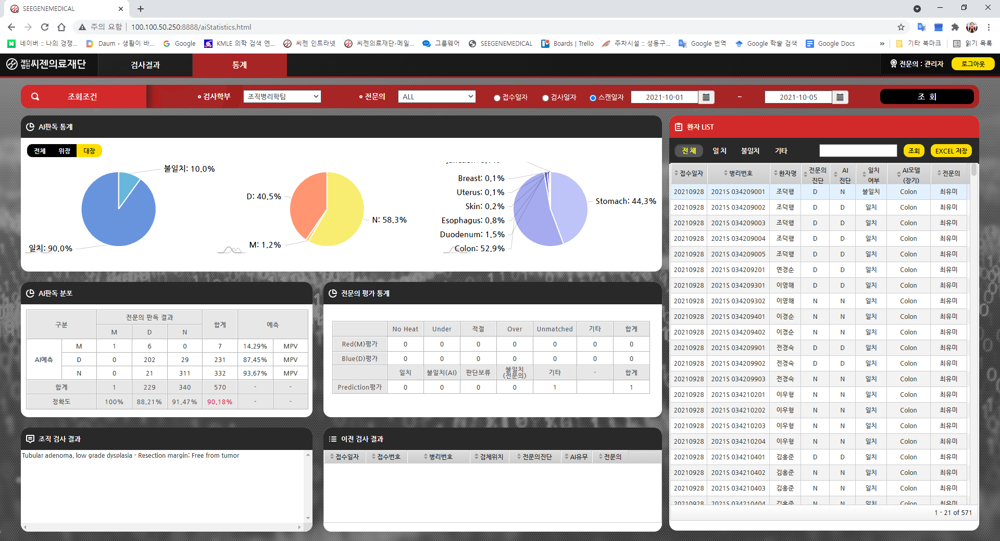 SEEGENEMEDICAL
주의 요함 | 100.100.50.250:8888/aiStatistics.html
네이버 :: 나의 경쟁... Daum - 생활이 바... Google KMLE 의학 검색 엔... 씨젠 인트라넷 씨젠의료재단-메일... 그룹웨어 SEEGENEMEDICAL Boards | Trello 주차시설 :: 성동구... Google 번역 Google 학술 검색 Google Docs » 기타 북마크 읽기 목록
재단법인 씨젠의료재단 검사결과 통계 전문의 : 관리자 로그아웃
조회조건 검사학부 조직병리학팀 전문의 ALL 접수일자 검사일자 스캔일자 2021-10-01 ~ 2021-10-05 조 회
AI판독 통계
전체 위장 대장
불일치: 10.0%
일치: 90.0%
D: 40.5%
N: 58.3%
M: 1.2%
Breast: 0.1%
Uterus: 0.1%
Skin: 0.2%
Esophagus: 0.8%
Duodenum: 1.5%
Colon: 52.9%
Stomach: 44.3%
AI판독 분포
구분 전문의 판독 결과 합계 예측
M D N
AI예측
M 1 6 0 7 14.29% MPV
D 0 202 29 231 87.45% MPV
N 0 21 311 332 93.67% MPV
합계 1 229 340 570 - -
정확도 100% 88.21% 91.47% 90.18% - -
전문의 평가 통계
No Heat Under 적절 Over Unmatched 기타 합계
Red(M)평가 0 0 0 0 0 0 0
Blue(D)평가 0 0 0 0 0 0 0
일치 불일치(AI) 판단보류 불일치(전문의) 기타 - 합계
Prediction평가 0 0 0 0 1 1
조직 검사 결과
Tubular adenoma, low grade dysplasia - Resection margin: Free from tumor
이전 검사 결과
접수일자 접수번호 병리번호 검체위치 전문의진단 AI유무 전문의
환자 LIST
전 체 일 치 불일치 기타 조회 EXCEL 저장
접수일자 병리번호 환자명 전문의 진단 AI 진단 일치 여부 AI모델 (장기) 전문의
20210928 2021S 034209001 조덕행 D N 불일치 Colon 최유미
20210928 2021S 034209002 조덕행 D D 일치 Colon 최유미
20210928 2021S 034209003 조덕행 D D 일치 Colon 최유미
20210928 2021S 034209004 조덕행 D D 일치 Colon 최유미
20210928 2021S 034209005 조덕행 D D 일치 Colon 최유미
20210928 2021S 034209201 연경순 D D 일치 Colon 최유미
20210928 2021S 034209301 이영해 D D 일치 Colon 최유미
20210928 2021S 034209302 이영해 N N 일치 Colon 최유미
20210928 2021S 034209401 이경순 N N 일치 Colon 최유미
20210928 2021S 034209402 이경순 N N 일치 Colon 최유미
20210928 2021S 034209901 전경숙 D D 일치 Colon 최유미
20210928 2021S 034209902 전경숙 D D 일치 Colon 최유미
20210928 2021S 034209903 전경숙 N N 일치 Colon 최유미
20210928 2021S 034210201 이우형 N N 일치 Colon 최유미
20210928 2021S 034210202 이우형 N N 일치 Colon 최유미
20210928 2021S 034210203 이우형 N N 일치 Colon 최유미
20210928 2021S 034210204 이우형 N N 일치 Colon 최유미
20210928 2021S 034210401 김홍준 D D 일치 Colon 최유미
20210928 2021S 034210402 김홍준 N N 일치 Colon 최유미
20210928 2021S 034210403 김홍준 N N 일치 Colon 최유미
20210928 2021S 034210404 김홍준 N N 일치 Colon 최유미
1 - 21 of 571